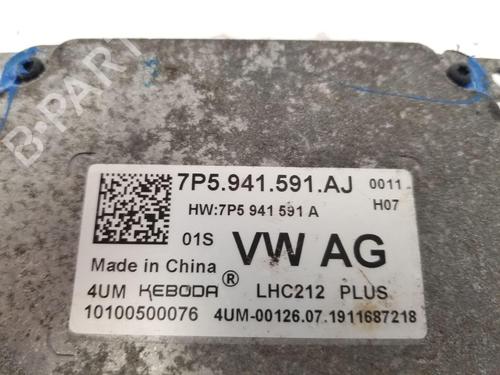 7P5.941.591.AJ 0011
HW:7P5 941 591 A H07
01S VW AG
Made in China
4UM KEBODA® LHC212 PLUS
10100500076 4UM-00126.07.1911687218
B-PARTS